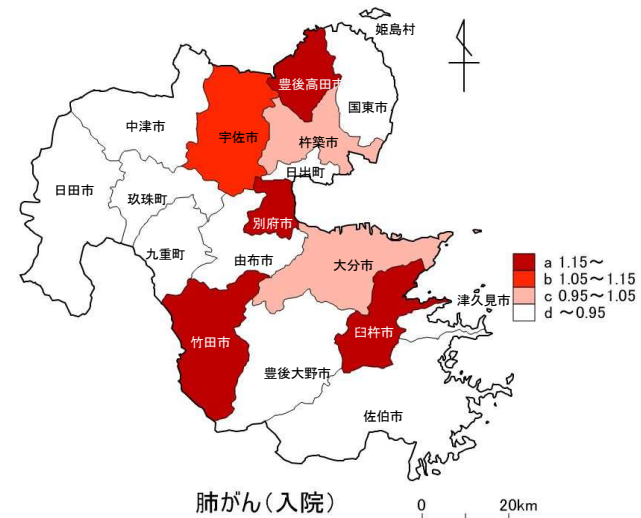 姫島村
豊後高田市
国東市
中津市
宇佐市
杵築市
日出町
日田市
玖珠町
別府市
九重町
由布市
大分市
a 1.15～
b 1.05～1.15
c 0.95～1.05
d ～0.95
津久見市
竹田市
臼杵市
豊後大野市
佐伯市
肺がん（入院）
0 20km